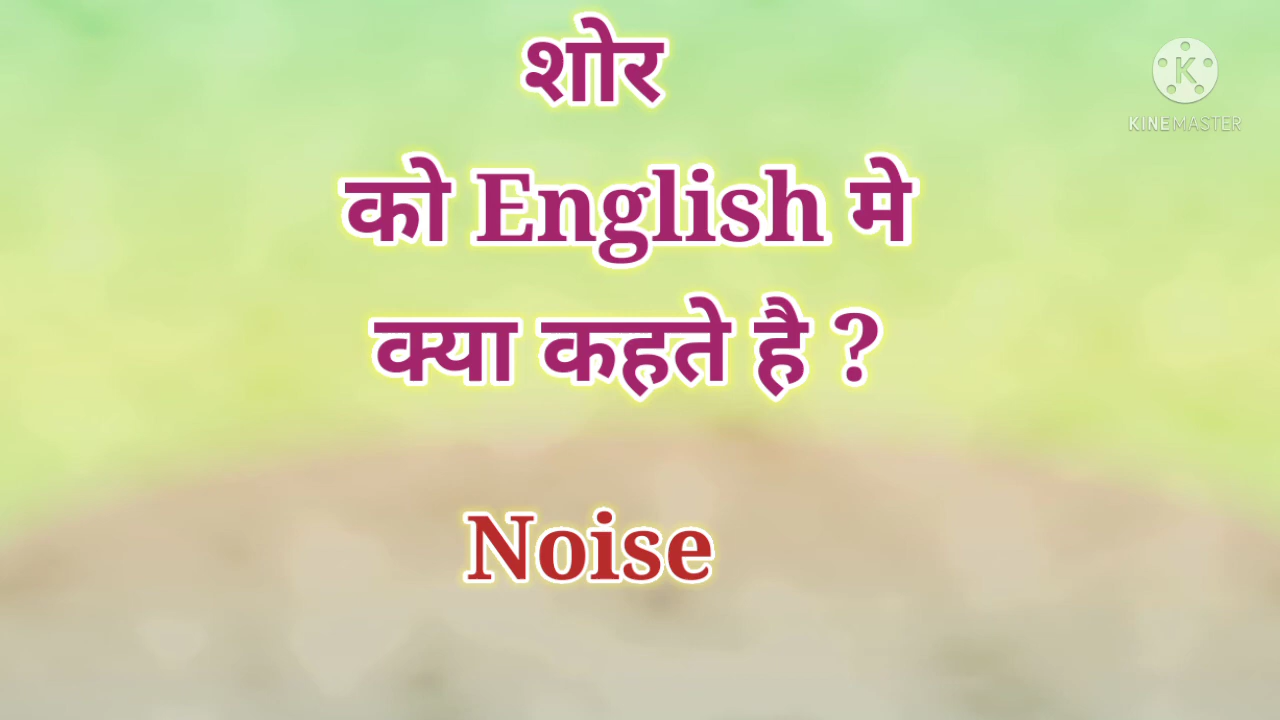 शोर
KINEMASTER
को English मे
क्या कहते है ?
Noise